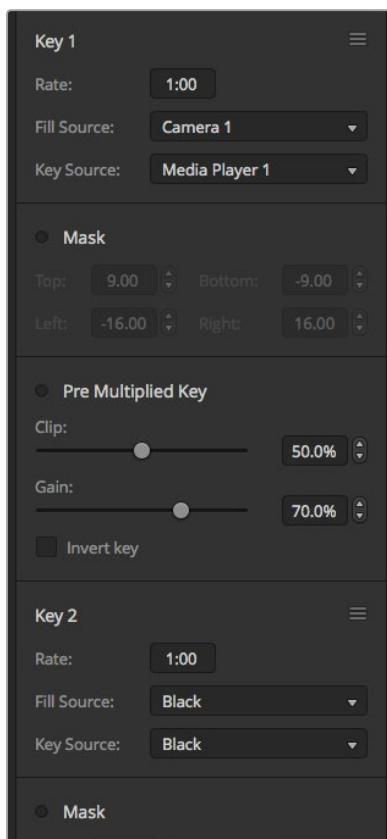 Key 1
Rate: 1:00
Fill Source: Camera 1
Key Source: Media Player 1
Mask
Top: 9.00 Bottom: -9.00
Left: -16.00 Right: 16.00
Pre Multiplied Key
Clip:
50.0%
Gain:
70.0%
Invert key
Key 2
Rate: 1:00
Fill Source: Black
Key Source: Black
Mask